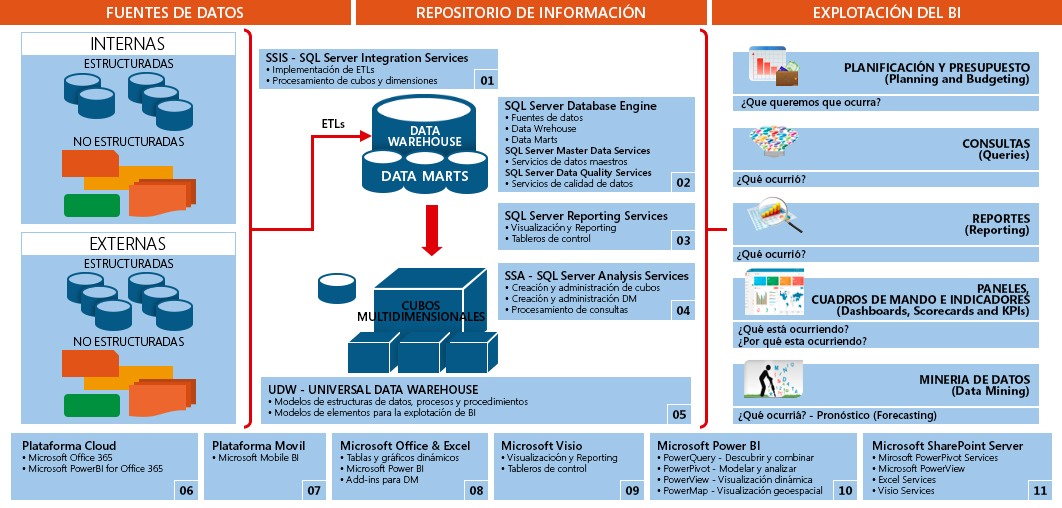 FUENTES DE DATOS
REPOSITORIO DE INFORMACIÓN
EXPLOTACIÓN DEL BI
INTERNAS
ESTRUCTURADAS
NO ESTRUCTURADAS
EXTERNAS
ESTRUCTURADAS
NO ESTRUCTURADAS
SSIS - SQL Server Integration Services
• Implementación de ETLs
• Procesamiento de cubos y dimensiones
01
ETLs
DATA
WAREHOUSE
DATA MARTS
SQL Server Database Engine
• Fuentes de datos
• Data Wrehouse
• Data Marts
SQL Server Master Data Services
• Servicios de datos maestros
SQL Server Data Quality Services
• Servicios de calidad de datos
02
SQL Server Reporting Services
• Visualización y Reporting
• Tableros de control
03
SSA - SQL Server Analysis Services
• Creación y administración de cubos
• Creación y administración DM
• Procesamiento de consultas
04
CUBOS
MULTIDIMENSIONALES
UDW - UNIVERSAL DATA WAREHOUSE
• Modelos de estructuras de datos, procesos y procedimientos
• Modelos de elementos para la explotación de BI
05
PLANIFICACIÓN Y PRESUPUESTO
(Planning and Budgeting)
¿Que queremos que ocurra?
CONSULTAS
(Queries)
¿Qué ocurrió?
REPORTES
(Reporting)
¿Qué ocurrió?
PANELES,
CUADROS DE MANDO E INDICADORES
(Dashboards, Scorecards and KPIs)
¿Qué está ocurriendo?
¿Por qué esta ocurriendo?
MINERIA DE DATOS
(Data Mining)
¿Qué ocurrirà? - Pronóstico (Forecasting)
Plataforma Cloud
• Microsoft Office 365
• Microsoft PowerBI for Office 365
06
Plataforma Movil
• Microsoft Mobile BI
07
Microsoft Office & Excel
• Tablas y gráficos dinámicos
• Microsoft Power BI
• Add-ins para DM
08
Microsoft Visio
• Visualizacióny y Reporting
• Tableros de control
09
Microsoft Power BI
• PowerQuery - Descubrir y combinar
• PowerPivot - Modelar y analizar
• PowerView - Visualización dinàmica
• PowerMap - Visualización geoespacial
10
Microsoft SharePoint Server
• Mirosoft PowerPivot Services
• Microsoft PowerView
• Excel Services
• Visio Services
11